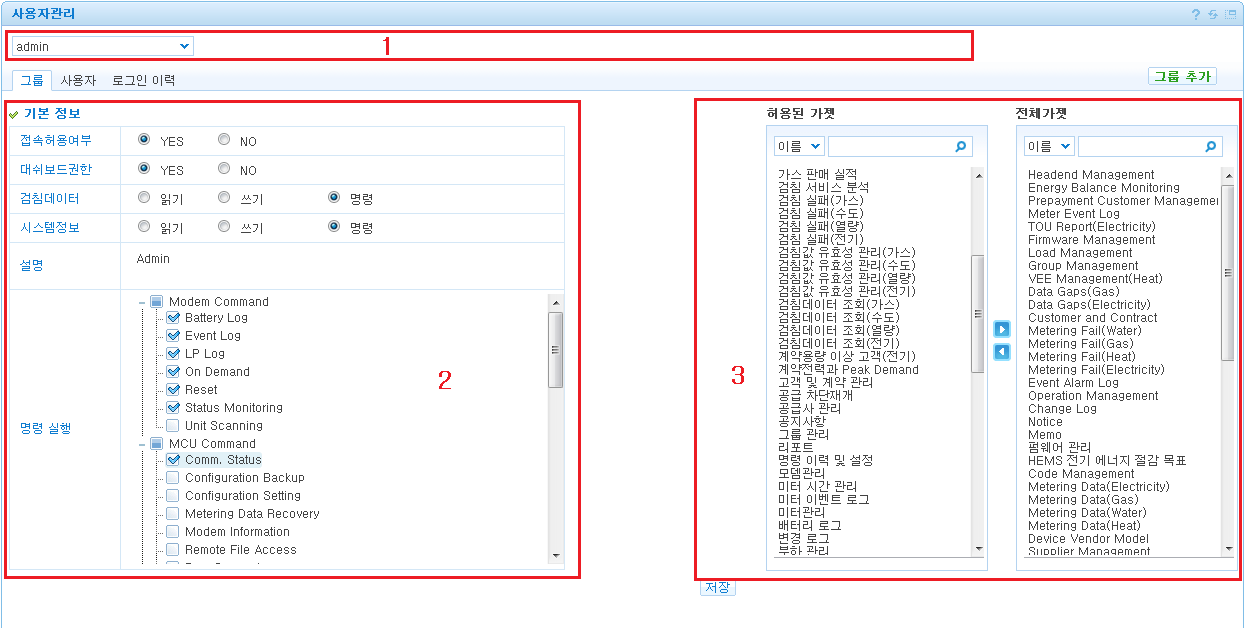 사용자관리
?
admin
1
그룹 사용자 로그인 이력
그룹 추가
기본 정보
접속허용여부 YES NO
대쉬보드권한 YES NO
검침데이터 읽기 쓰기 명령
시스템정보 읽기 쓰기 명령
설명 Admin
명령 실행
Modem Command
Battery Log
Event Log
LP Log
On Demand
Reset
Status Monitoring
Unit Scanning
MCU Command
Comm. Status
Configuration Backup
Configuration Setting
Metering Data Recovery
Modem Information
Remote File Access
2
허용된 가젯
이름
가스 판매 실적
검침 서비스 분석
검침 실패(가스)
검침 실패(수도)
검침 실패(열량)
검침 실패(전기)
검침값 유효성 관리(가스)
검침값 유효성 관리(수도)
검침값 유효성 관리(열량)
검침값 유효성 관리(전기)
검침데이터 조회(가스)
검침데이터 조회(수도)
검침데이터 조회(열량)
검침데이터 조회(전기)
계약용량 이상 고객(전기)
계약전력과 Peak Demand
고객 및 계약 관리
공급 차단재개
공급사 관리
공지사항
그룹 관리
리포트
명령 이력 및 설정
모뎀관리
미터 시간 관리
미터 이벤트 로그
미터관리
배터리 로그
변경 로그
부하 관리
3
전체가젯
이름
Headend Management
Energy Balance Monitoring
Prepayment Customer Managemer
Meter Event Log
TOU Report(Electricity)
Firmware Management
Load Management
Group Management
VEE Management(Heat)
Data Gaps(Gas)
Data Gaps(Electricity)
Customer and Contract
Metering Fail(Water)
Metering Fail(Gas)
Metering Fail(Heat)
Metering Fail(Electricity)
Event Alarm Log
Operation Management
Change Log
Notice
Memo
펌웨어 관리
HEMS 전기 에너지 절감 목표
Code Management
Metering Data(Electricity)
Metering Data(Gas)
Metering Data(Water)
Metering Data(Heat)
Device Vendor Model
Supplier Management
저장